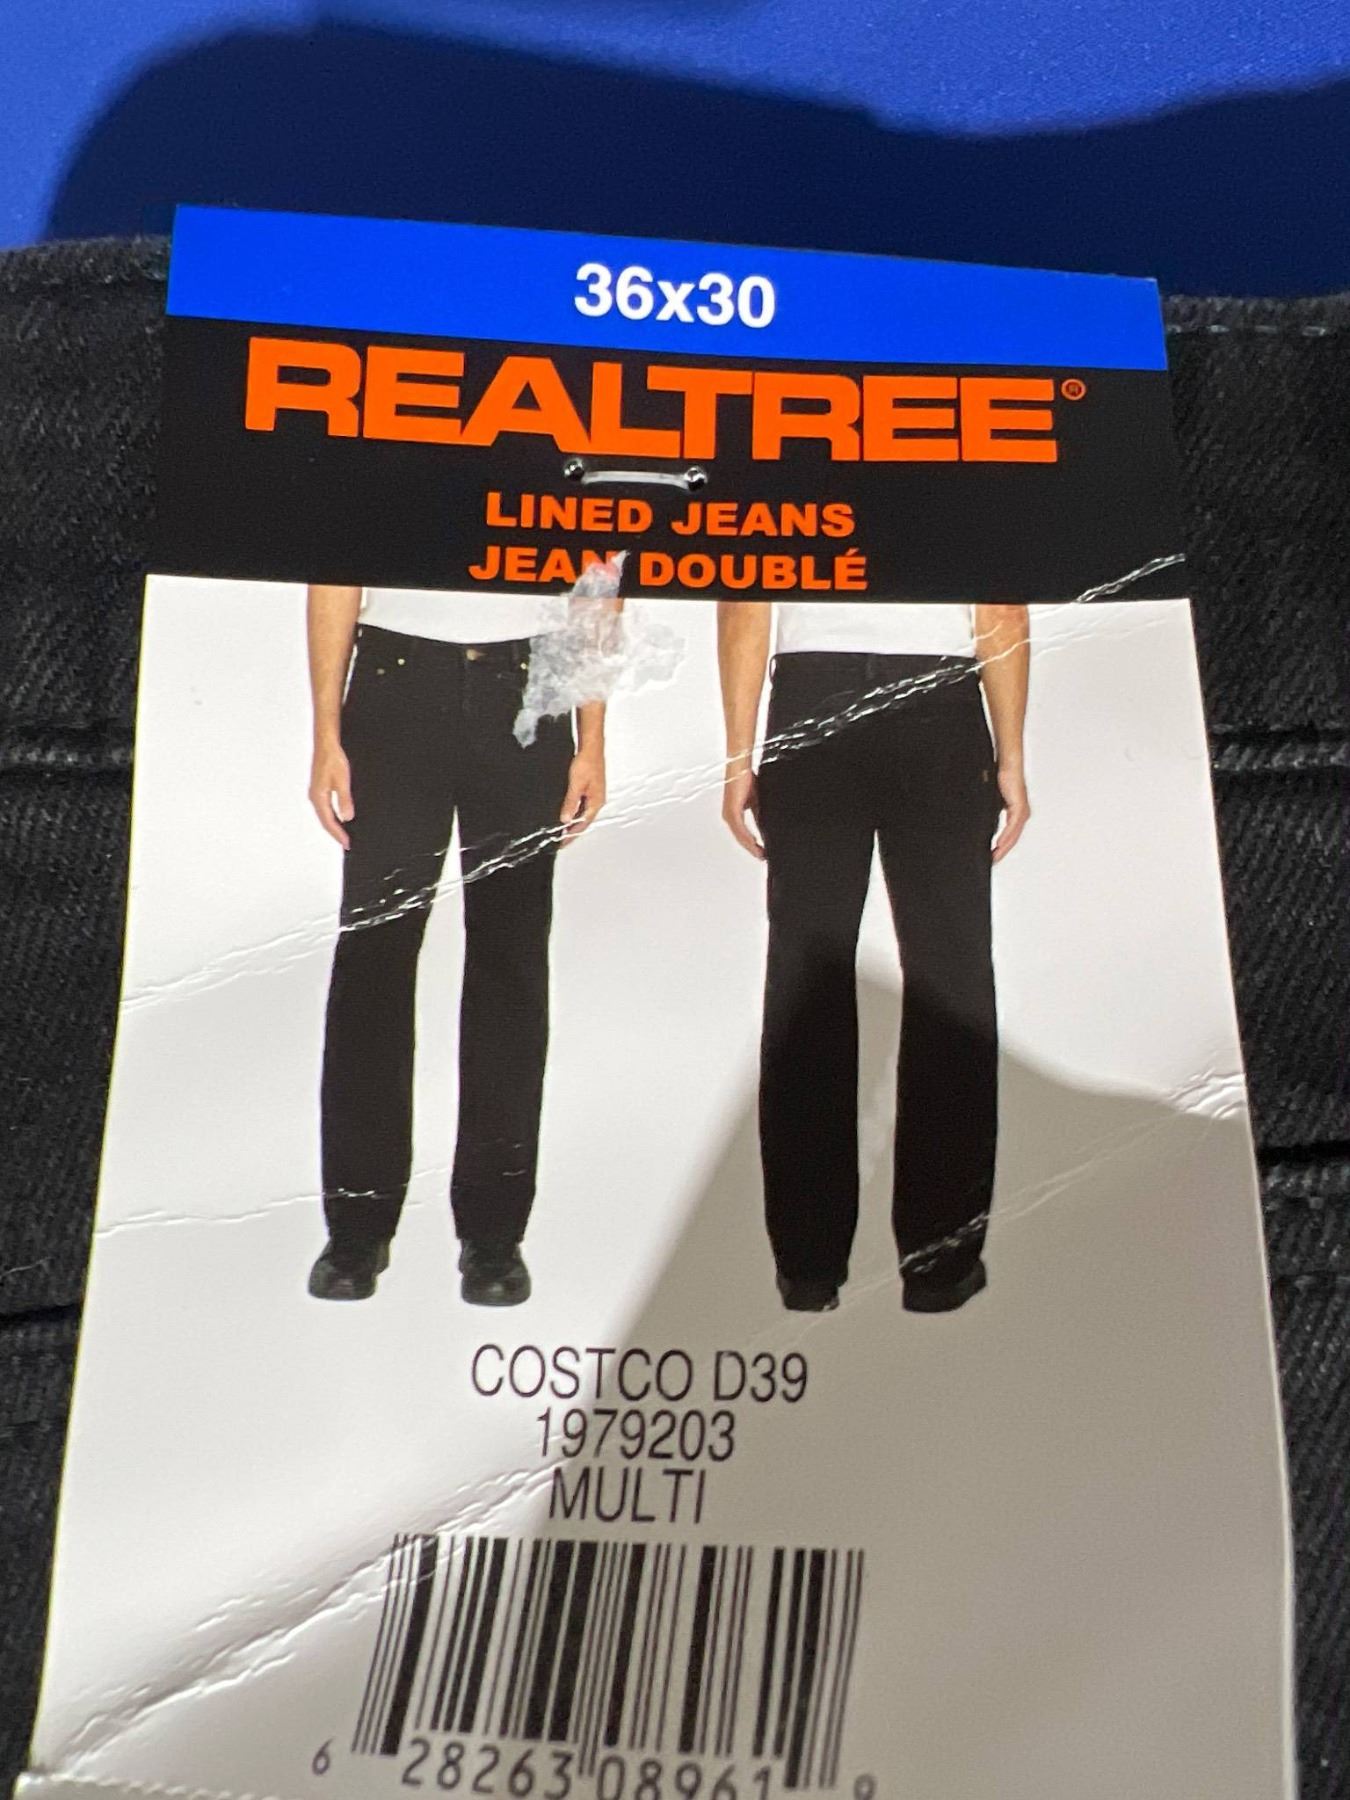 36x30
REALTREE®
LINED JEANS
JEAN DOUBLÉ
COSTCO D39
1979203
MULTI
6 28263 08961 9